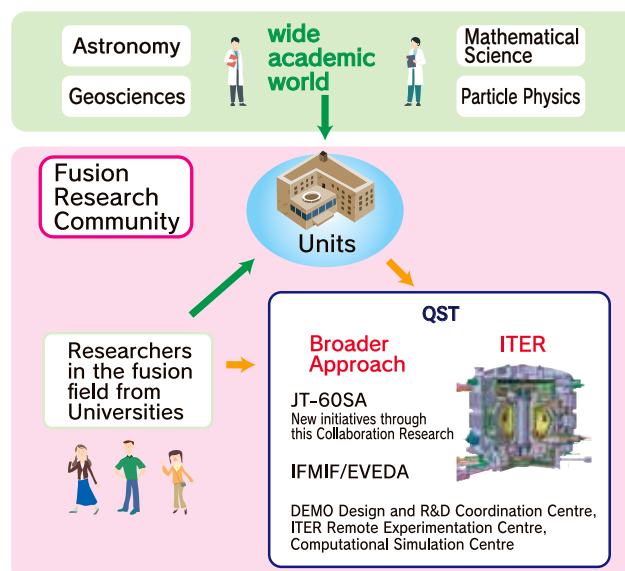 Astronomy
Geosciences
wide
academic
world
Mathematical
Science
Particle Physics
Fusion
Research
Community
Units
Researchers
in the fusion
field from
Universities
QST
Broader
Approach
ITER
JT-60SA
New initiatives through
this Collaboration Research
IFMIF/EVEDA
DEMO Design and R&D Coordination Centre,
ITER Remote Experimentation Centre,
Computational Simulation Centre